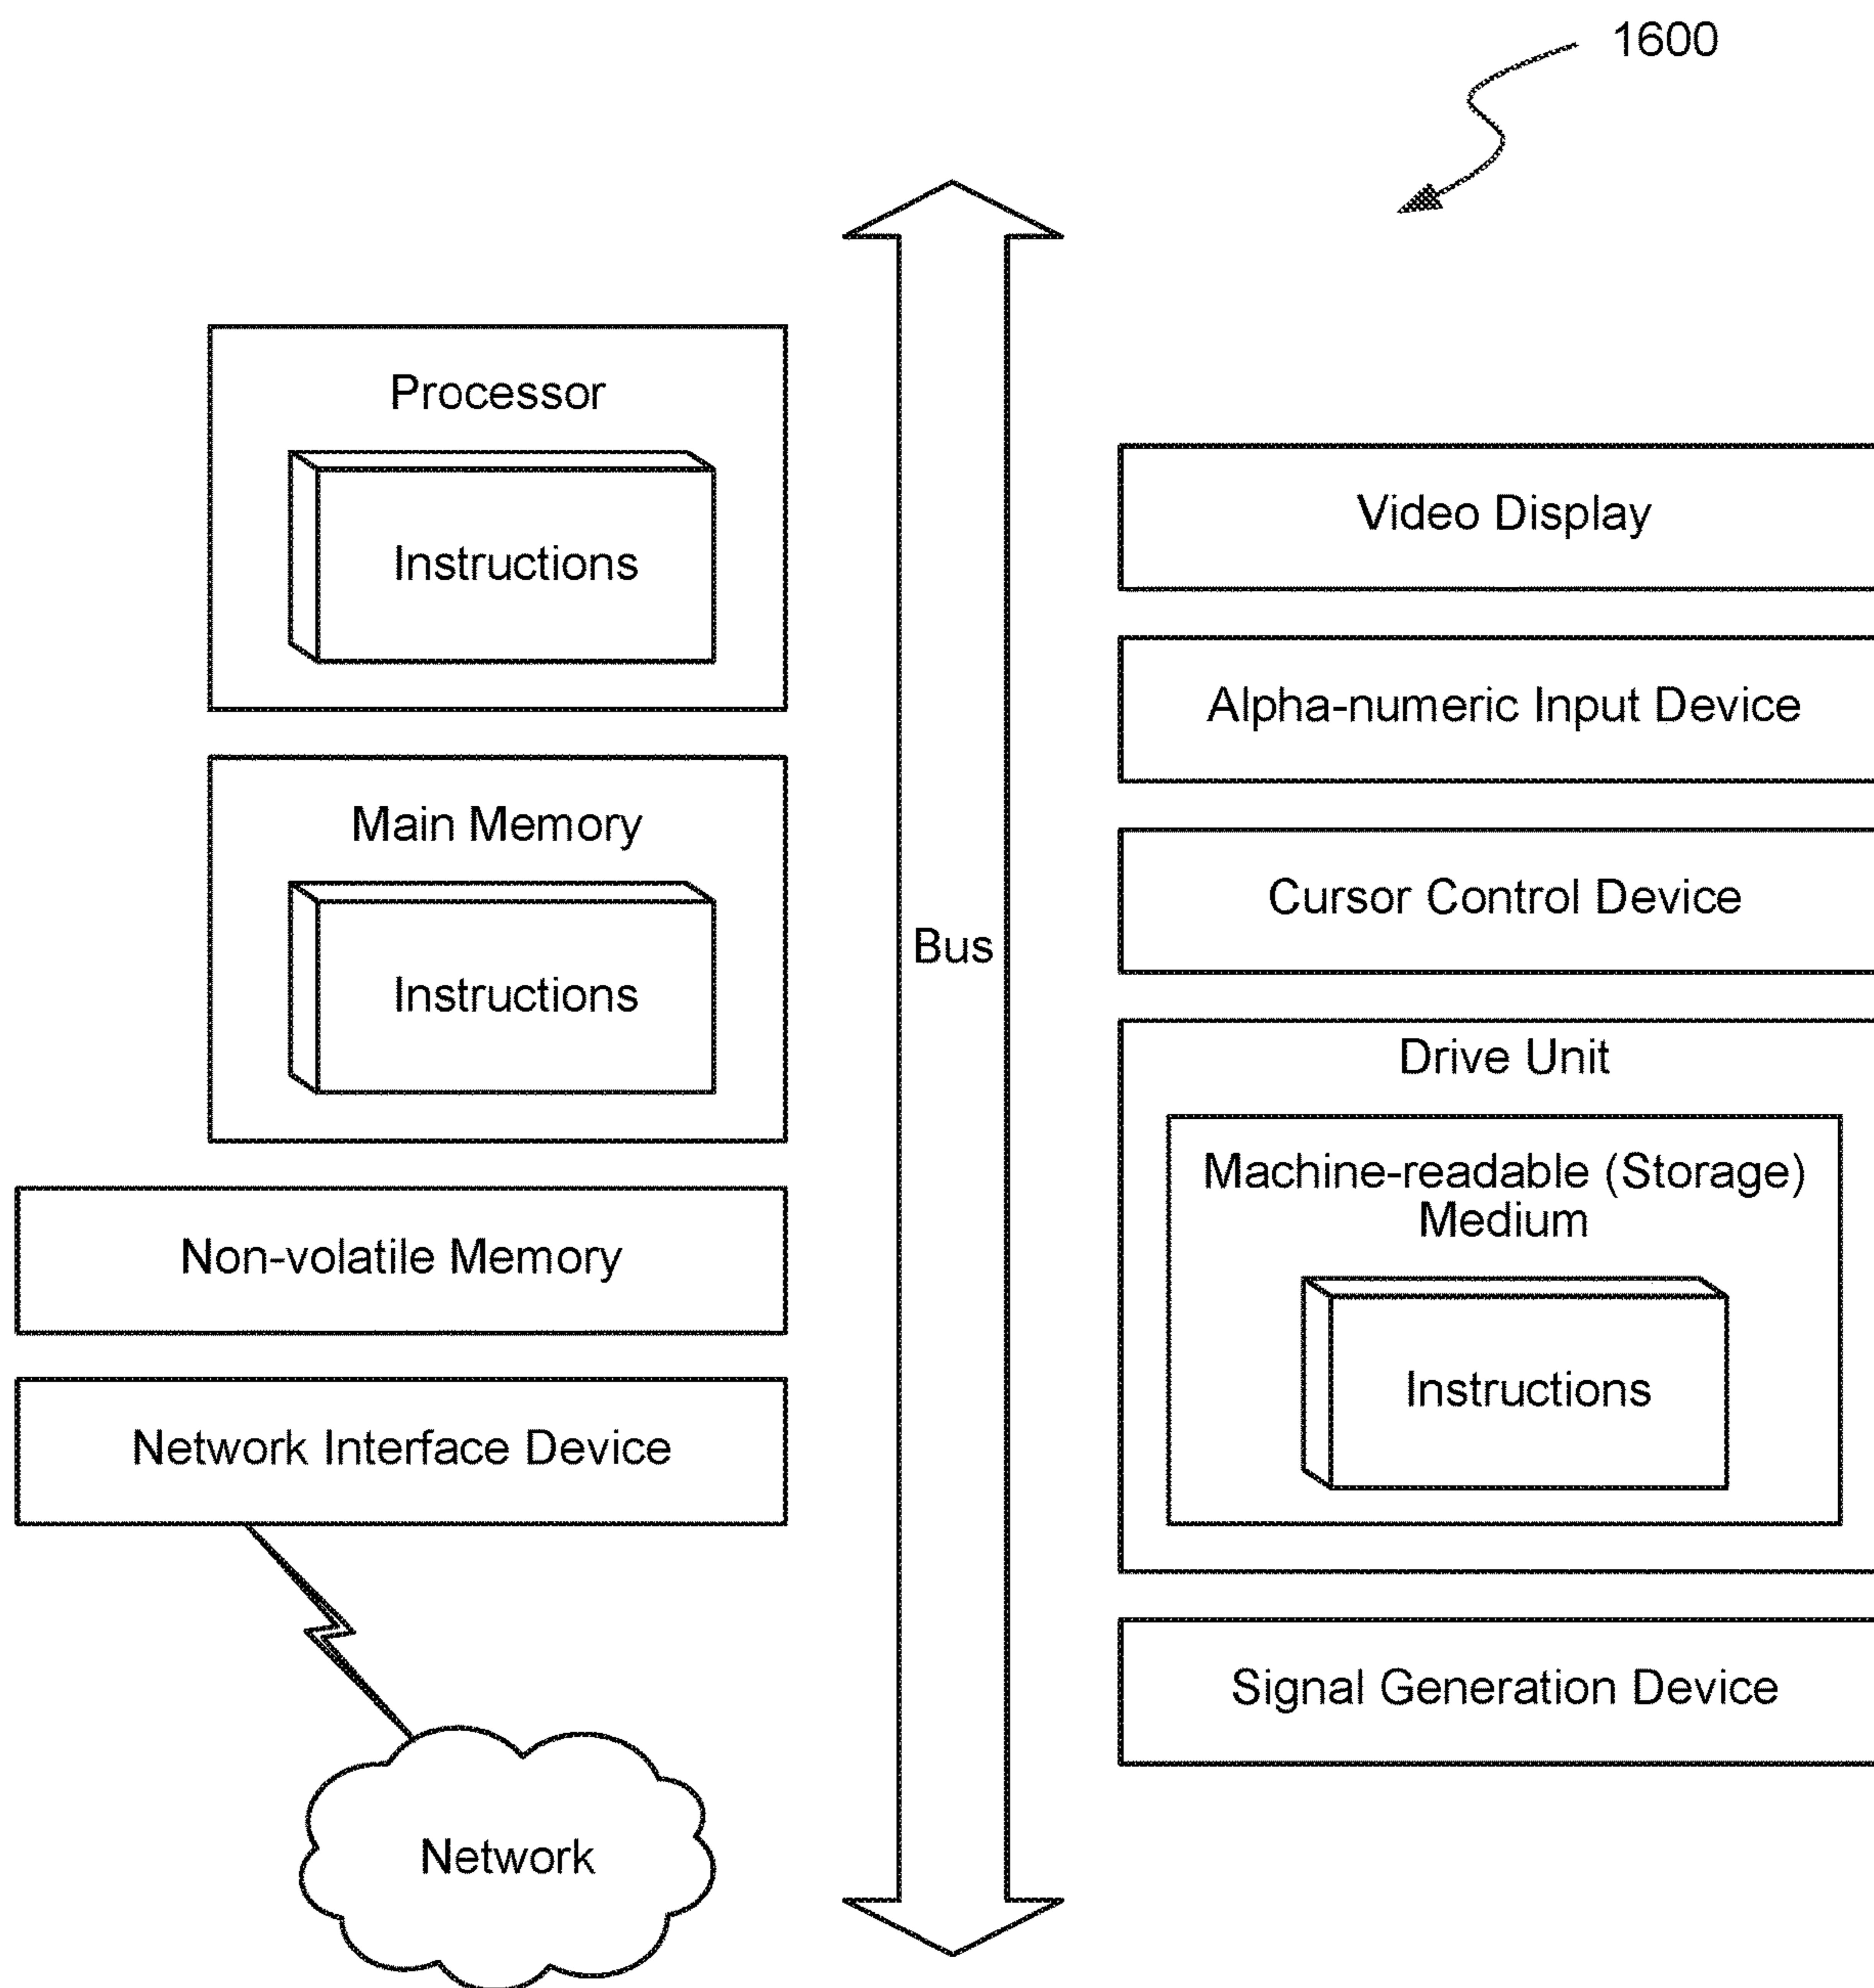 1600
Processor
Instructions
Main Memory
Instructions
Non-volatile Memory
Network Interface Device
Network
Bus
Video Display
Alpha-numeric Input Device
Cursor Control Device
Drive Unit
Machine-readable (Storage)
Medium
Instructions
Signal Generation Device